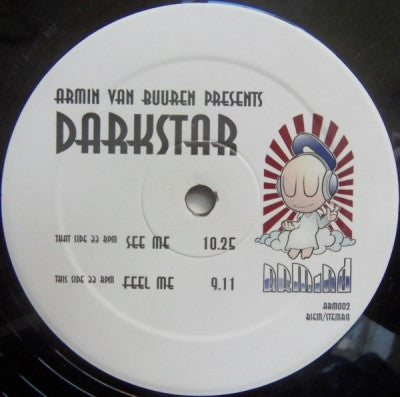 ARMIN VAN BUUREN PRESENTS
DARKSTAR
THAT SIDE 33 RPM SEE ME 10.25
THIS SIDE 33 RPM FEEL ME 9.11
ARMIND
ARM002
BIEM/STEMRA